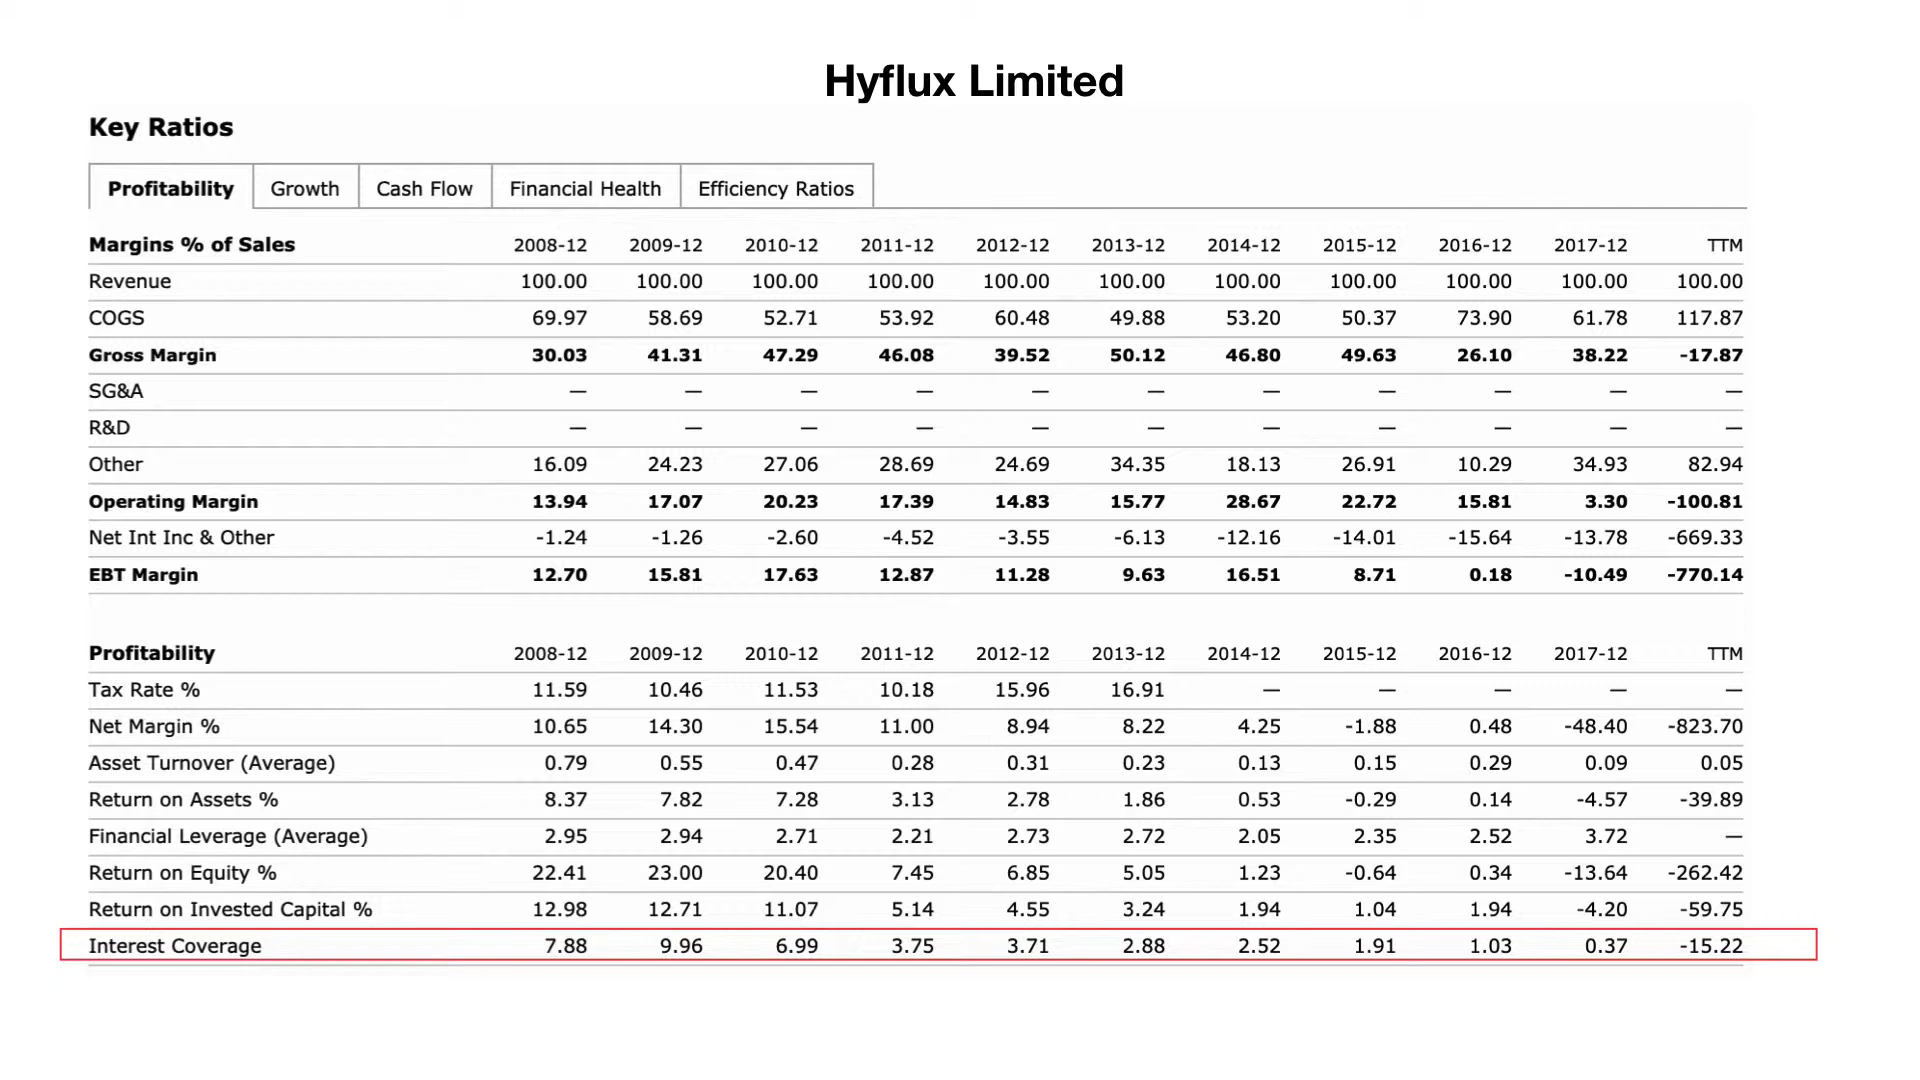 Hyflux Limited
Key Ratios
Profitability Growth Cash Flow Financial Health Efficiency Ratios
Margins % of Sales 2008-12 2009-12 2010-12 2011-12 2012-12 2013-12 2014-12 2015-12 2016-12 2017-12 TTM
Revenue 100.00 100.00 100.00 100.00 100.00 100.00 100.00 100.00 100.00 100.00 100.00
COGS 69.97 58.69 52.71 53.92 60.48 49.88 53.20 50.37 73.90 61.78 117.87
Gross Margin 30.03 41.31 47.29 46.08 39.52 50.12 46.80 49.63 26.10 38.22 -17.87
SG&A — — — — — — — — — — —
R&D — — — — — — — — — — —
Other 16.09 24.23 27.06 28.69 24.69 34.35 18.13 26.91 10.29 34.93 82.94
Operating Margin 13.94 17.07 20.23 17.39 14.83 15.77 28.67 22.72 15.81 3.30 -100.81
Net Int Inc & Other -1.24 -1.26 -2.60 -4.52 -3.55 -6.13 -12.16 -14.01 -15.64 -13.78 -669.33
EBT Margin 12.70 15.81 17.63 12.87 11.28 9.63 16.51 8.71 0.18 -10.49 -770.14
Profitability 2008-12 2009-12 2010-12 2011-12 2012-12 2013-12 2014-12 2015-12 2016-12 2017-12 TTM
Tax Rate % 11.59 10.46 11.53 10.18 15.96 16.91 — — — — —
Net Margin % 10.65 14.30 15.54 11.00 8.94 8.22 4.25 -1.88 0.48 -48.40 -823.70
Asset Turnover (Average) 0.79 0.55 0.47 0.28 0.31 0.23 0.13 0.15 0.29 0.09 0.05
Return on Assets % 8.37 7.82 7.28 3.13 2.78 1.86 0.53 -0.29 0.14 -4.57 -39.89
Financial Leverage (Average) 2.95 2.94 2.71 2.21 2.73 2.72 2.05 2.35 2.52 3.72 —
Return on Equity % 22.41 23.00 20.40 7.45 6.85 5.05 1.23 -0.64 0.34 -13.64 -262.42
Return on Invested Capital % 12.98 12.71 11.07 5.14 4.55 3.24 1.94 1.04 1.94 -4.20 -59.75
Interest Coverage 7.88 9.96 6.99 3.75 3.71 2.88 2.52 1.91 1.03 0.37 -15.22